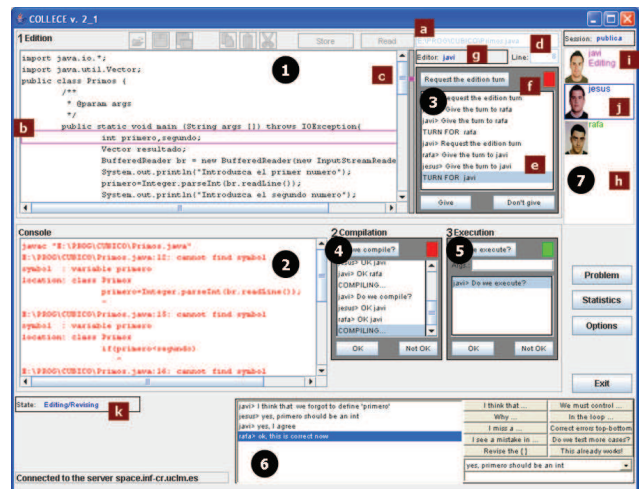 COLLECE v. 2_1
1 Edition
Store
Read
a
E:\PROG\CUBICO\Primos.java
Session: publica
Editor: javi
g
Line:
d
javi
Editing
i
import java.io.*;
import java.util.Vector;
public class Primos {
/**
* @param args
*/
public static void main (String args []) throws IOException{
int primero,segundo;
Vector resultado;
BufferedReader br = new BufferedReader(new InputStreamReade
System.out.println("Introduzca el primer numero");
primero=Integer.parseInt(br.readLine());
System.out.println("Introduzca el segundo numero");
1
b
c
Request the edition turn
f
3
Request the edition turn
javi> Give the turn to rafa
TURN FOR rafa
javi> Request the edition turn
rafa> Give the turn to javi
jesus> Give the turn to javi
TURN FOR javi
e
Give
Don't give
jesus
j
rafa
7
h
Console
javac "E:\PROG\CUBICO\Primos.java"
E:\PROG\CUBICO\Primos.java:12: cannot find symbol
symbol : variable primero
location: class Primos
primero=Integer.parseInt(br.readLine());
^
E:\PROG\CUBICO\Primos.java:15: cannot find symbol
symbol : variable primero
location: class Primos
if(primero<segundo)
^
E:\PROG\CUBICO\Primos.java:16: cannot find symbol
2
2 Compilation
4
we compile?
jesus> OK javi
javi> OK rafa
COMPILING...
javi> Do we compile?
jesus> OK javi
rafa> OK javi
COMPILING...
OK
Not OK
3 Execution
5
we execute?
Args
javi> Do we execute?
OK
Not OK
Problem
Statistics
Options
Exit
State: Editing/Revising
k
javi> I think that we forgot to define 'primero'
jesus> yes, primero should be an int
javi> yes, I agree
rafa> ok, this is correct now
6
I think that ...
We must control ...
Why ...
In the loop ...
I miss a ...
Correct errors top-bottom
I see a mistake in ...
Do we test more cases?
Revise the { }
This already works!
yes, primero should be an int
Connected to the server space.inf-cr.uclm.es